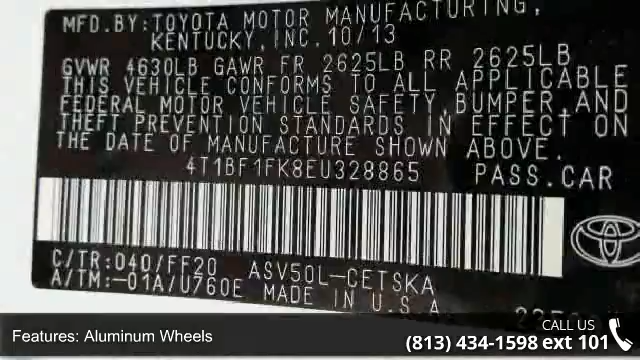 MFD.BY:TOYOTA MOTOR MANUFACTURING,
KENTUCKY,INC.10/13
GVWR 4630LB GAWR FR 2625LB RR 2625LB
THIS VEHICLE CONFORMS TO ALL APPLICABLE
FEDERAL MOTOR VEHICLE SAFETY,BUMPER,AND
THEFT PREVENTION STANDARDS IN EFFECT ON
THE DATE OF MANUFACTURE SHOWN ABOVE.
4T1BF1FK8EU328865 PASS.CAR
C/TR:040/FF20 ASV50L-CETSKA
A/TM:-01A/U760E MADE IN U.S.A
Features: Aluminum Wheels
CALL US
(813) 434-1598 ext 101